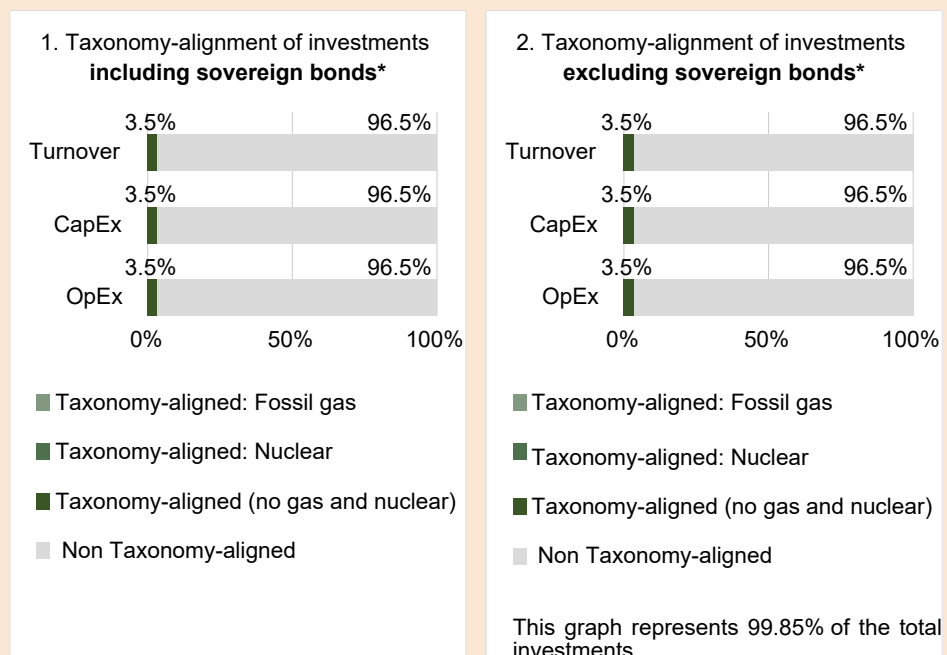 1. Taxonomy-alignment of investments
including sovereign bonds*
3.5% 96.5%
Turnover
3.5% 96.5%
CapEx
3.5% 96.5%
OpEx
0% 50% 100%
Taxonomy-aligned: Fossil gas
Taxonomy-aligned: Nuclear
Taxonomy-aligned (no gas and nuclear)
Non Taxonomy-aligned
2. Taxonomy-alignment of investments
excluding sovereign bonds*
3.5% 96.5%
Turnover
3.5% 96.5%
CapEx
3.5% 96.5%
OpEx
0% 50% 100%
Taxonomy-aligned: Fossil gas
Taxonomy-aligned: Nuclear
Taxonomy-aligned (no gas and nuclear)
Non Taxonomy-aligned
This graph represents 99.85% of the total
investments